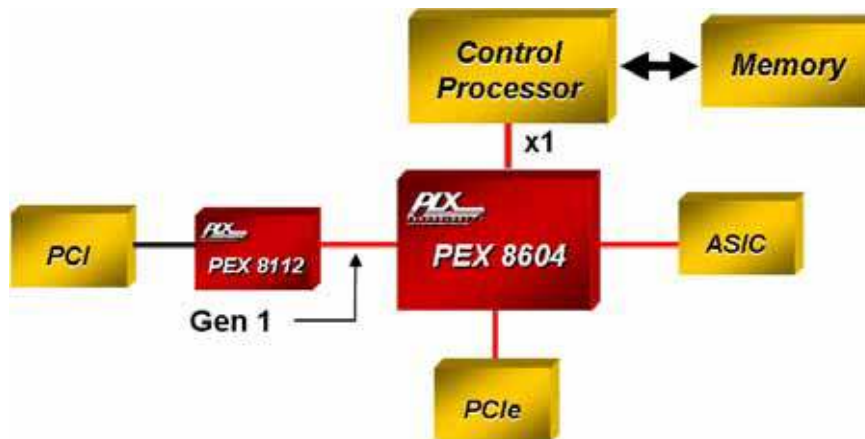 Control
Processor
Memory
x1
PLX
PEX 8604
PLX
PEX 8112
PCI
ASIC
Gen 1
PCIe